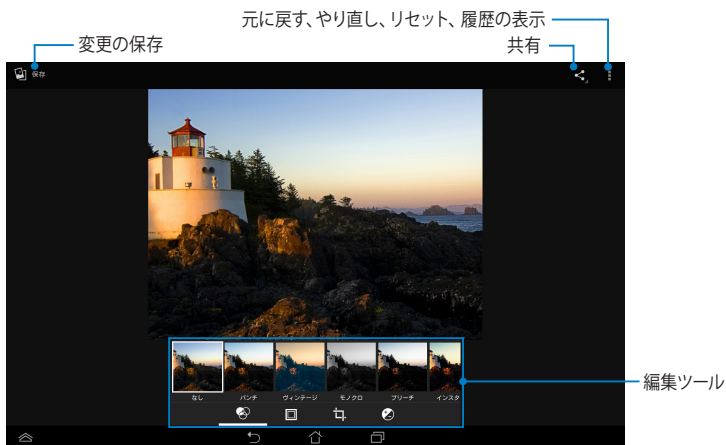 元に戻す、やり直し、リセット、履歴の表示
変更の保存
共有
保存
編集ツール
なし
パンチ
ヴィンテージ
モノクロ
ブリーチ
インスタ